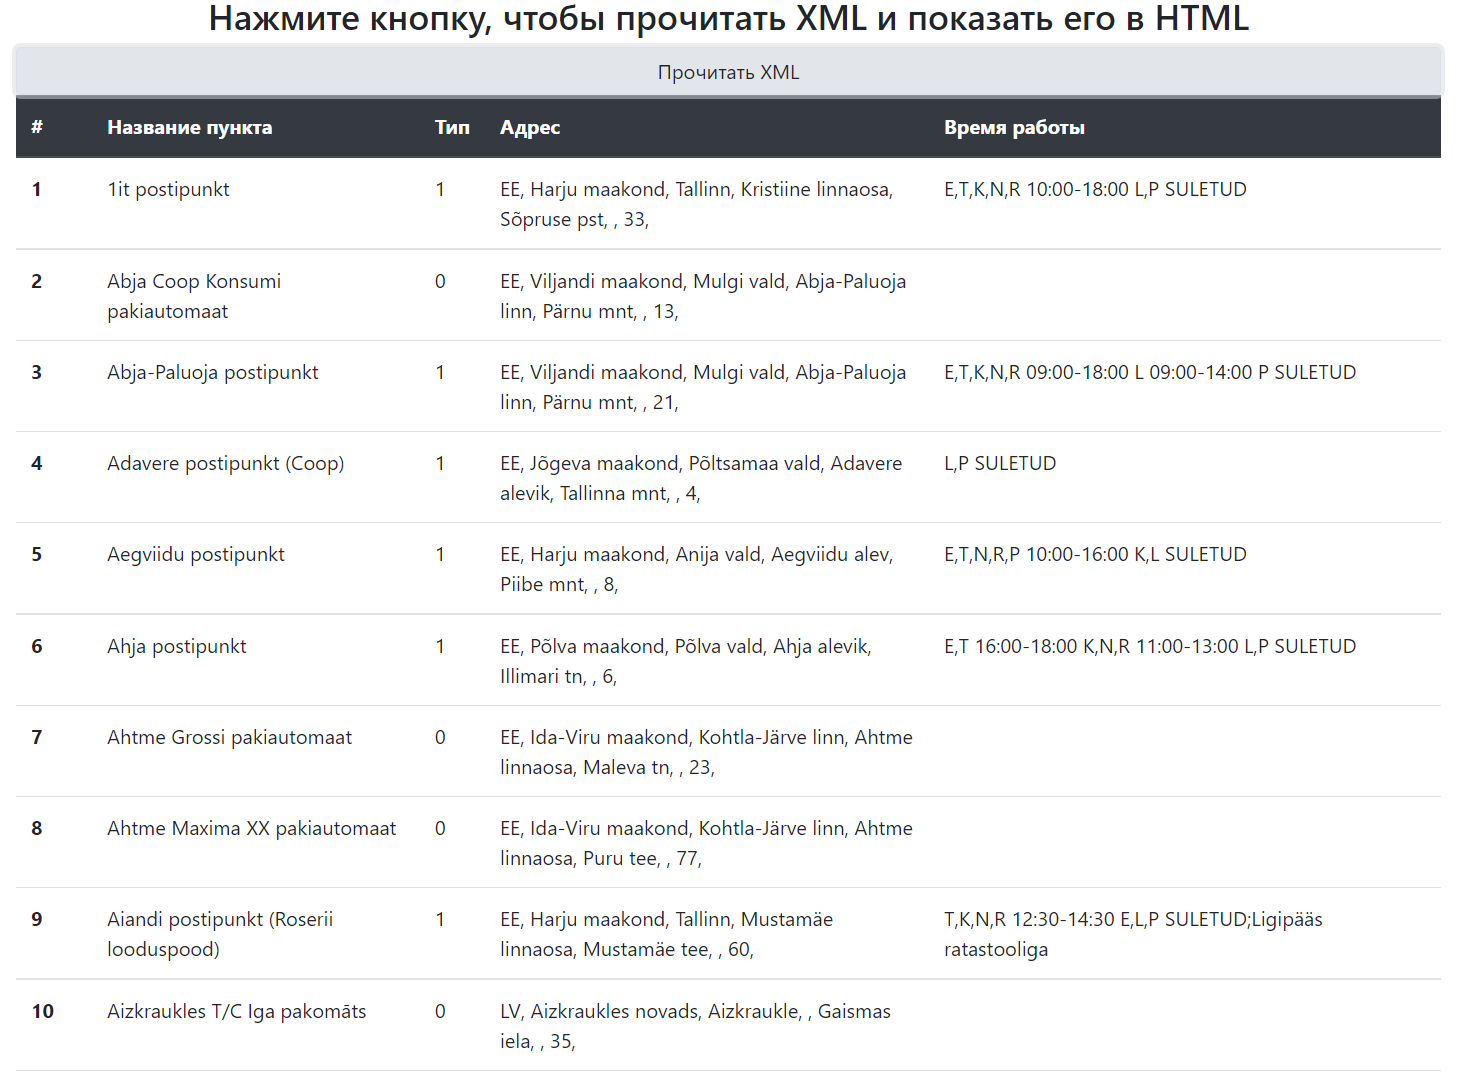 Нажмите кнопку, чтобы прочитать XML и показать его в HTML
Прочитать XML
# Название пункта Тип Адрес Время работы
1 1it postipunkt 1 EE, Harju maakond, Tallinn, Kristiine linnaosa, E,T,K,N,R 10:00-18:00 L,P SULETUD
Sõpruse pst, , 33,
2 Abja Coop Konsumi 0 EE, Viljandi maakond, Mulgi vald, Abja-Paluoja
pakiautomaat linn, Pärnu mnt, , 13,
3 Abja-Paluoja postipunkt 1 EE, Viljandi maakond, Mulgi vald, Abja-Paluoja E,T,K,N,R 09:00-18:00 L 09:00-14:00 P SULETUD
linn, Pärnu mnt, , 21,
4 Adavere postipunkt (Coop) 1 EE, Jõgeva maakond, Põltsamaa vald, Adavere L,P SULETUD
alevik, Tallinna mnt, , 4,
5 Aegviidu postipunkt 1 EE, Harju maakond, Anija vald, Aegviidu alev, E,T,N,R,P 10:00-16:00 K,L SULETUD
Piibe mnt, , 8,
6 Ahja postipunkt 1 EE, Põlva maakond, Põlva vald, Ahja alevik, E,T 16:00-18:00 K,N,R 11:00-13:00 L,P SULETUD
Illimari tn, , 6,
7 Ahtme Grossi pakiautomaat 0 EE, Ida-Viru maakond, Kohtla-Järve linn, Ahtme
linnaosa, Maleva tn, , 23,
8 Ahtme Maxima XX pakiautomaat 0 EE, Ida-Viru maakond, Kohtla-Järve linn, Ahtme
linnaosa, Puru tee, , 77,
9 Aiandi postipunkt (Roserii 1 EE, Harju maakond, Tallinn, Mustamäe T,K,N,R 12:30-14:30 E,L,P SULETUD;Ligipääs
looduspood) linnaosa, Mustamäe tee, , 60, ratastooliga
10 Aizkraukles T/C Iga pakomāts 0 LV, Aizkraukles novads, Aizkraukle, , Gaismas
iela, , 35,